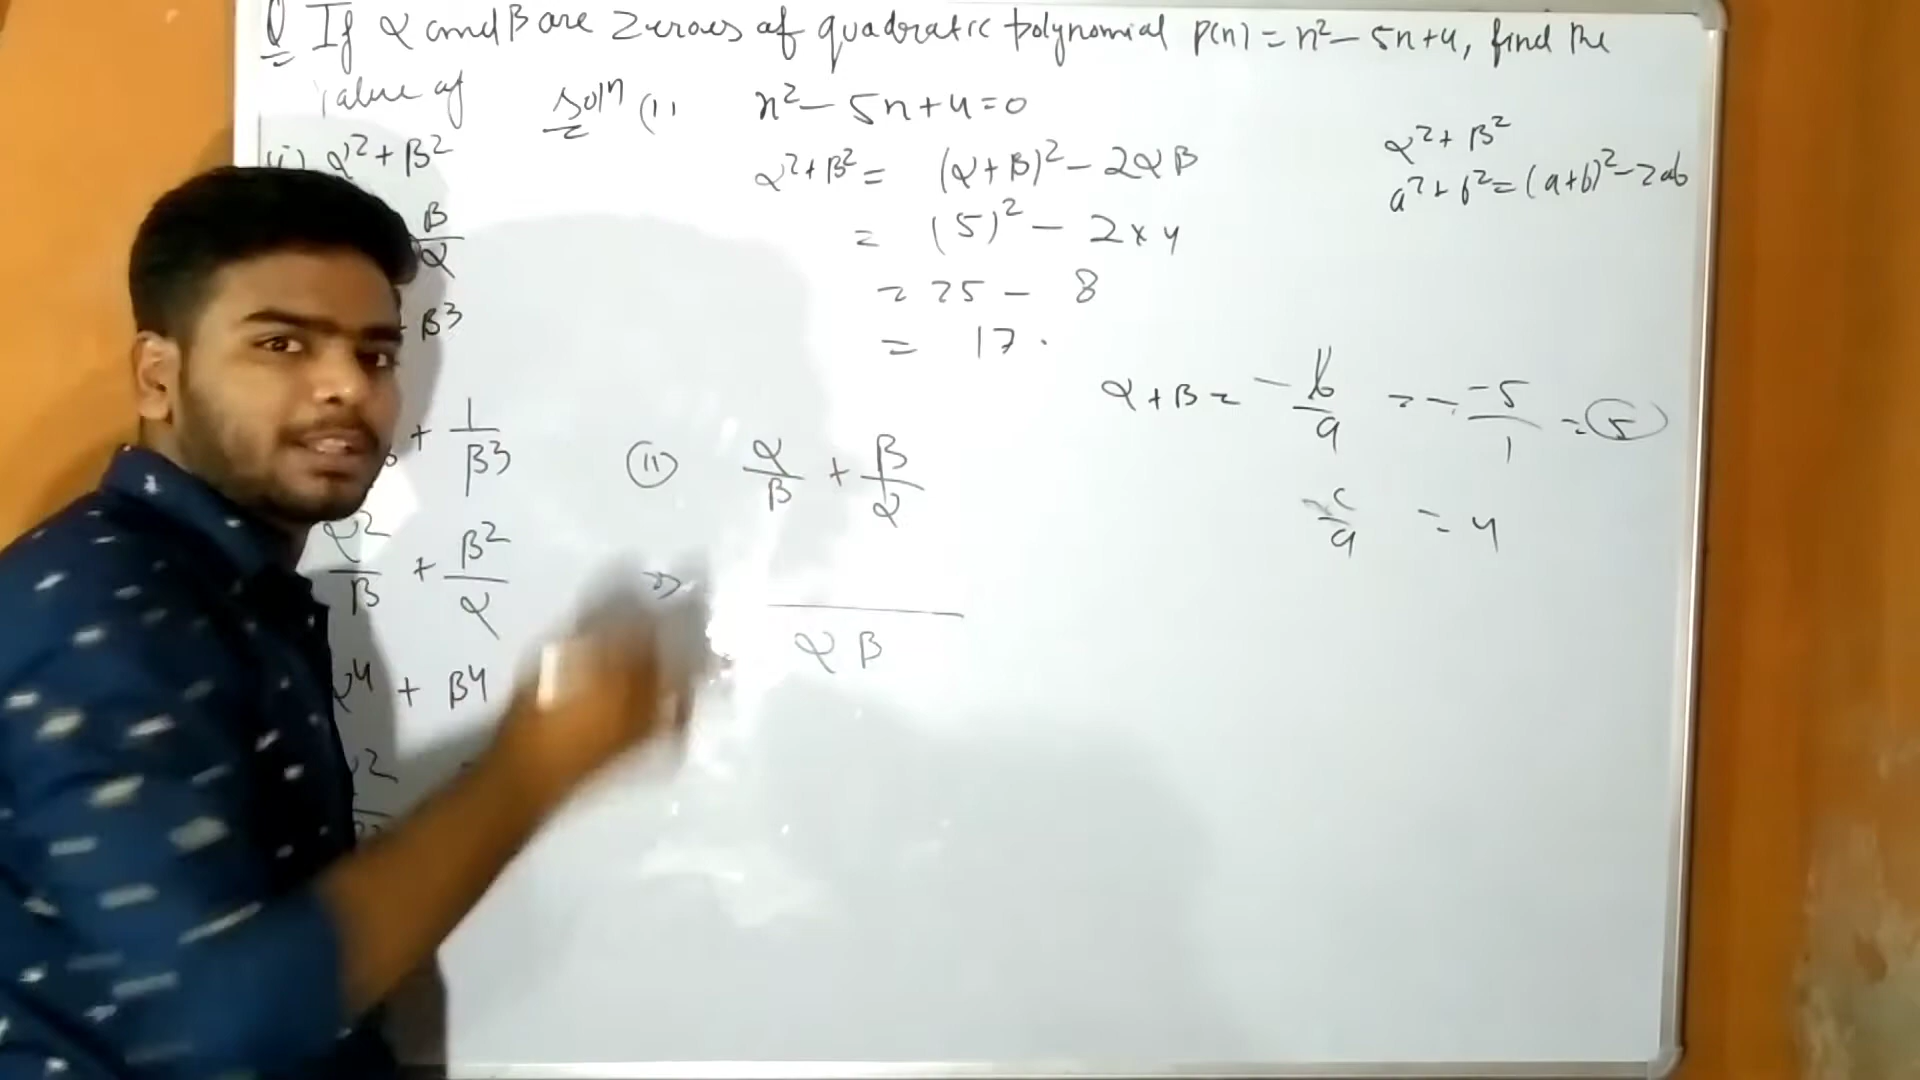 Q If α and β are zeroes of quadratic polynomial p(n) = n² - 5n + 4, find the
value of
(i) α² + β²
β/α
β³
+ 1/β³
α²/β + β²/α
α⁴ + β⁴
Solⁿ (i) n² - 5n + 4 = 0
α² + β² = (α + β)² - 2αβ
= (5)² - 2 × 4
= 25 - 8
= 17.
(ii) α/β + β/α
⇒ /αβ
α² + β²
a² + b² = (a+b)² - 2ab
α + β = -b/a = - -5/1 = 5
c/a = 4